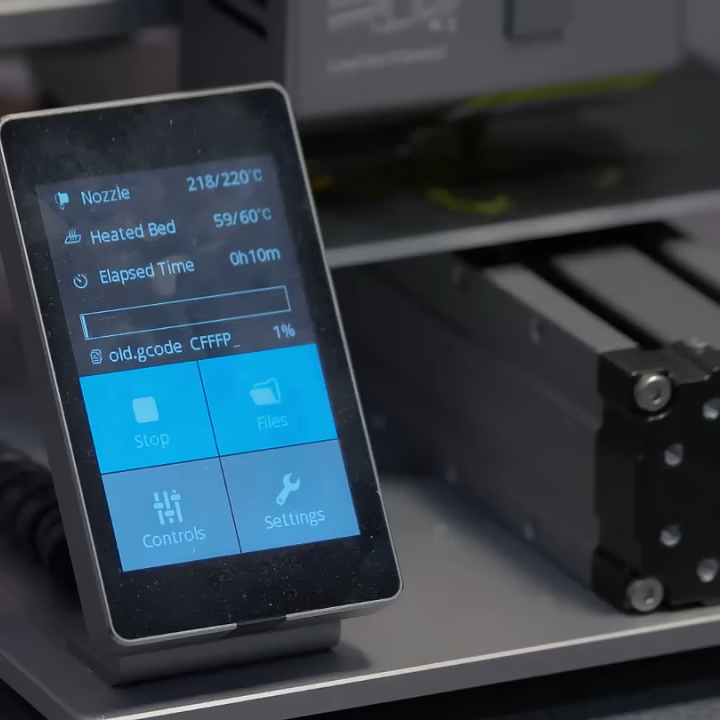 Nozzle 218/220°C
Heated Bed 59/60°C
Elapsed Time 0h10m
old.gcode CFFFP_ 1%
Stop
Files
Controls
Settings